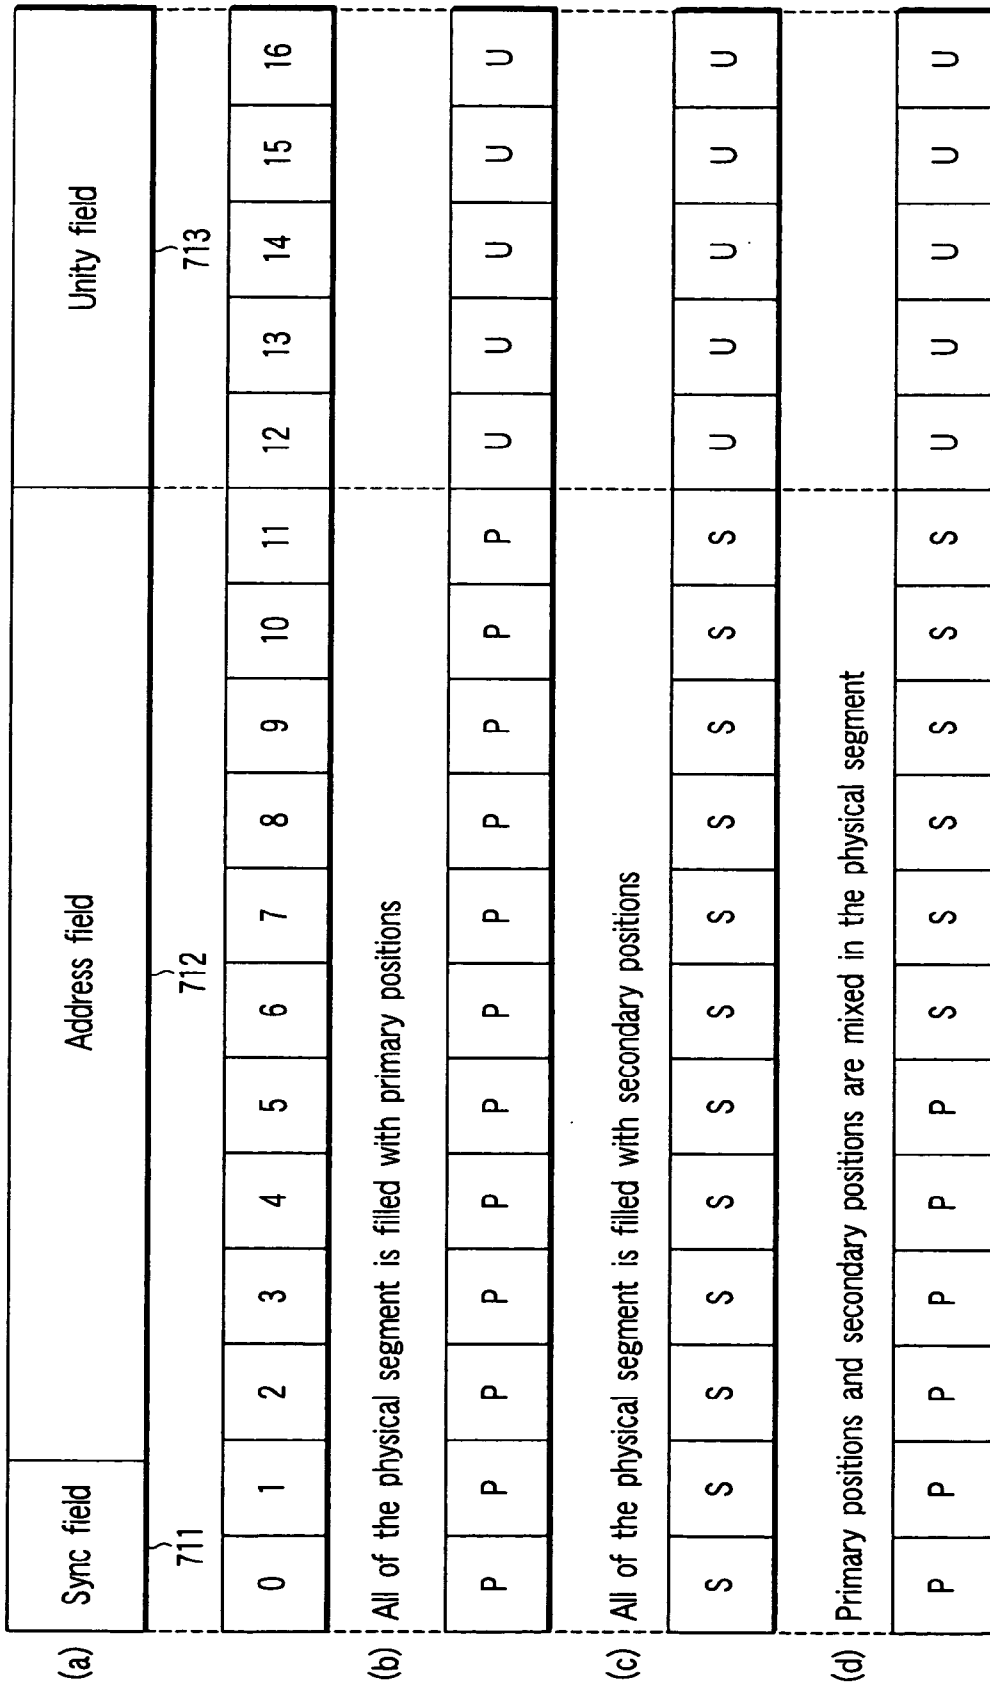 (a)
Sync field Address field Unity field
711 712 713
0 1 2 3 4 5 6 7 8 9 10 11 12 13 14 15 16
(b) All of the physical segment is filled with primary positions
P P P P P P P P P P P P U U U U U
(c) All of the physical segment is filled with secondary positions
S S S S S S S S S S S S U U U U U
(d) Primary positions and secondary positions are mixed in the physical segment
P P P P P P S S S S S S U U U U U